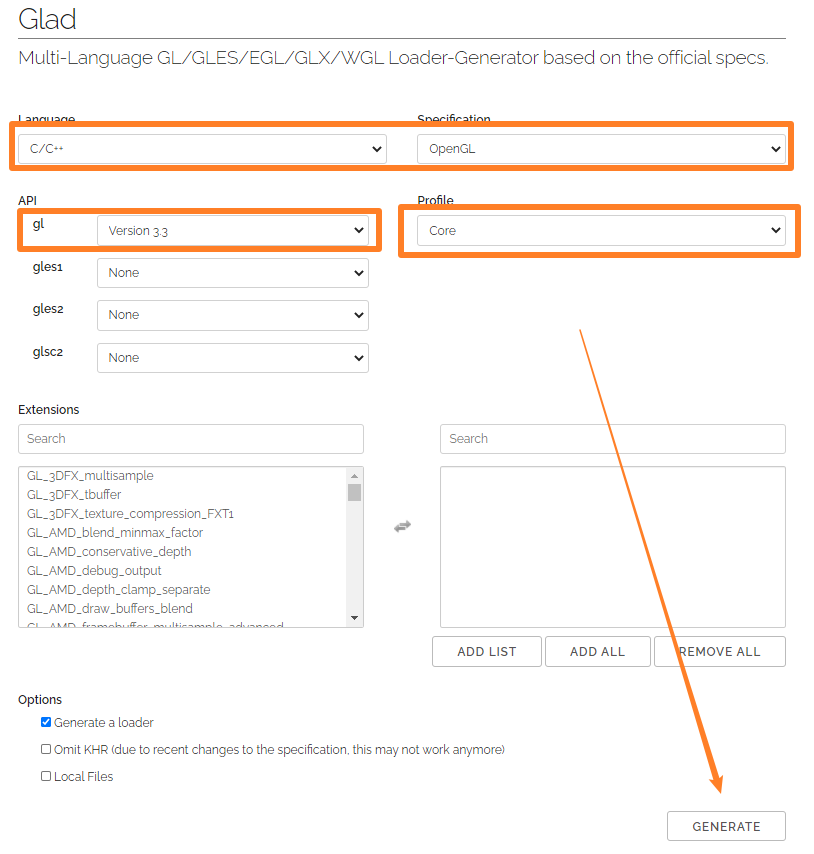 Glad
Multi-Language GL/GLES/EGL/GLX/WGL Loader-Generator based on the official specs.
Language Specification
C/C++ OpenGL
API Profile
gl Version 3.3 Core
gles1 None
gles2 None
glsc2 None
Extensions
Search Search
GL_3DFX_multisample
GL_3DFX_tbuffer
GL_3DFX_texture_compression_FXT1
GL_AMD_blend_minmax_factor
GL_AMD_conservative_depth
GL_AMD_debug_output
GL_AMD_depth_clamp_separate
GL_AMD_draw_buffers_blend
GL_AMD_framebuffer_multisample_advanced
ADD LIST ADD ALL REMOVE ALL
Options
Generate a loader
Omit KHR (due to recent changes to the specification, this may not work anymore)
Local Files
GENERATE